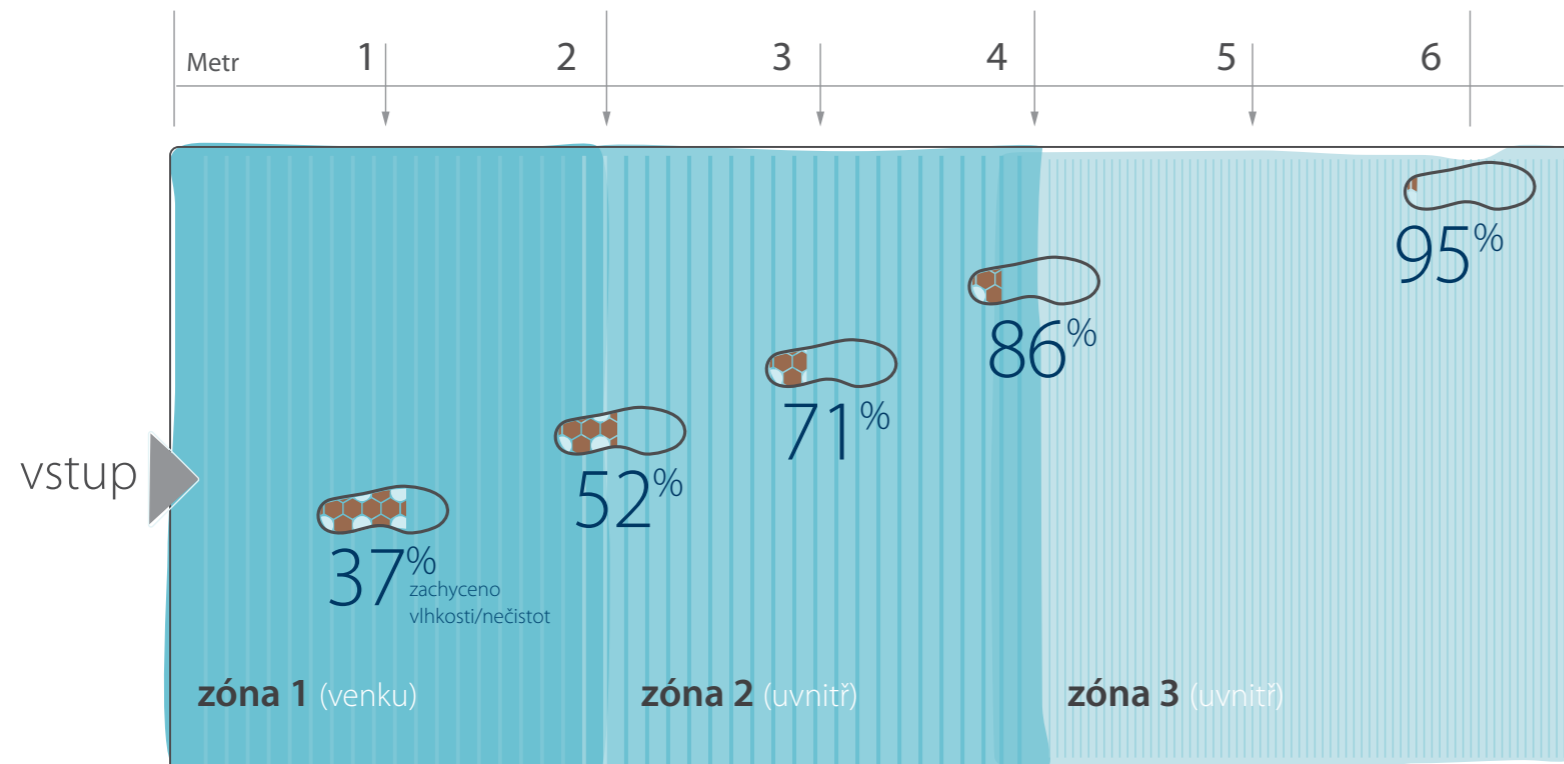 Metr 1 2 3 4 5 6
95%
86%
71%
52%
vstup
37%
zachyceno
vlhkosti/nečistot
zóna 1 (venku) zóna 2 (uvnitř) zóna 3 (uvnitř)